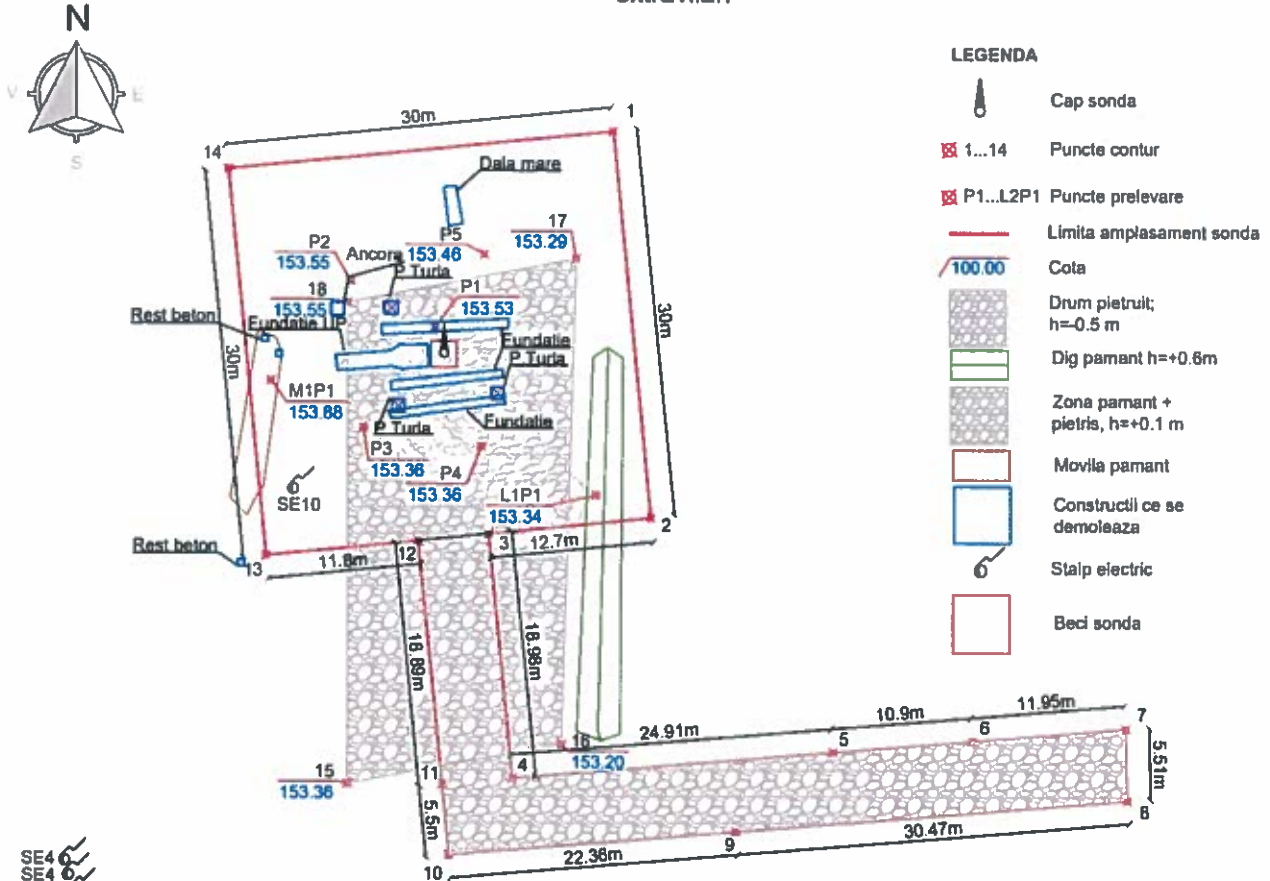 N
V
E
S
LEGENDA
Cap sonda
1...14 Puncte contur
P1...L2P1 Puncte prelevare
Limita amplasament sonda
100.00 Cota
Drum pietruit;
h=-0.5 m
Dig pamant h=+0.6m
Zona pamant +
pietris, h=+0.1 m
Movila pamant
Constructii ce se
demoleaza
Stalp electric
Beci sonda
30m
1
14
Dala mare
17
153.29
P5
153.46
P2
153.55
Ancora
P.Turla
18
153.55
P1
153.53
Rest beton
Fundatie UP
Fundatie
P.Turla
30m
30m
M1P1
153.88
P.Turla
Fundatie
P3
153.36
P4
153.36
SE10
L1P1
153.34
2
Rest beton
13
11.8m
12
3
12.7m
18.89m
18.98m
11.95m
10.9m
7
24.91m
6
5
16
153.20
4
5.51m
15
153.36
11
5.5m
8
30.47m
9
22.36m
10
SE4
SE4